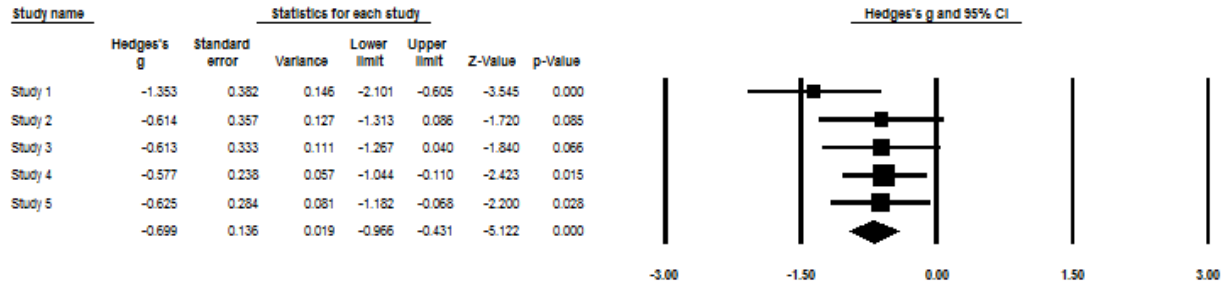 Study name Statistics for each study Hedges's g and 95% CI
Hedges's g Standard error Variance Lower limit Upper limit Z-Value p-Value
Study 1 -1.353 0.382 0.146 -2.101 -0.605 -3.545 0.000
Study 2 -0.614 0.357 0.127 -1.313 0.086 -1.720 0.085
Study 3 -0.613 0.333 0.111 -1.267 0.040 -1.840 0.066
Study 4 -0.577 0.238 0.057 -1.044 -0.110 -2.423 0.015
Study 5 -0.625 0.284 0.081 -1.182 -0.068 -2.200 0.028
-0.699 0.136 0.019 -0.966 -0.431 -5.122 0.000
-3.00 -1.50 0.00 1.50 3.00